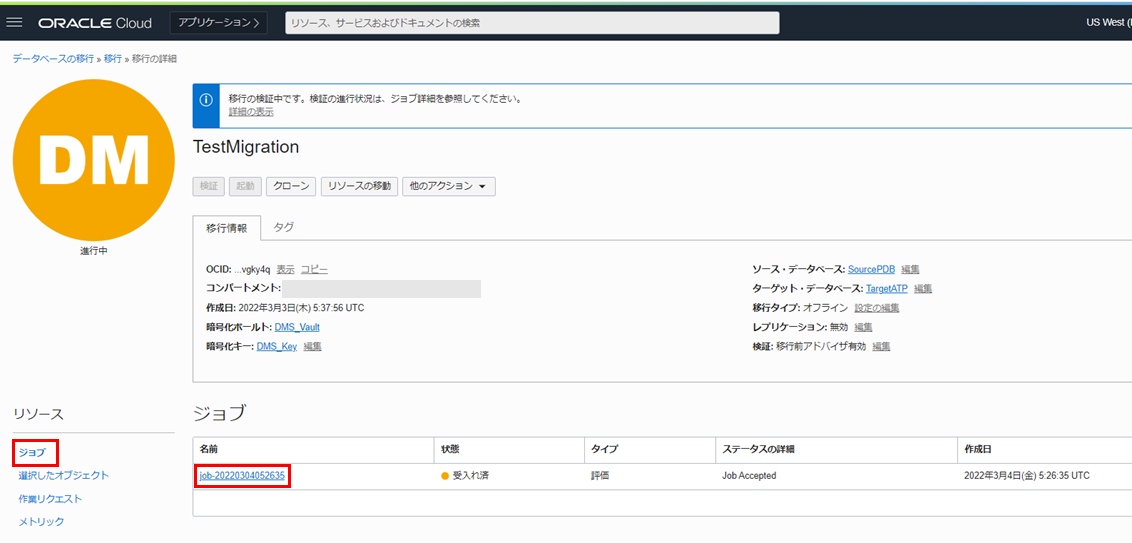 ORACLE Cloud アプリケーション リソース、サービスおよびドキュメントの検索 US West (
データベースの移行 » 移行 » 移行の詳細
DM
進行中
移行の検証中です。検証の進行状況は、ジョブ詳細を参照してください。
詳細の表示
TestMigration
検証 起動 クローン リソースの移動 他のアクション
移行情報 タグ
OCID: ...vgky4q 表示 コピー
コンパートメント:
作成日: 2022年3月3日(木) 5:37:56 UTC
暗号化ボールト: DMS_Vault
暗号化キー: DMS_Key 編集
ソース・データベース: SourcePDB 編集
ターゲット・データベース: TargetATP 編集
移行タイプ: オフライン 設定の編集
レプリケーション: 無効 編集
検証: 移行前アドバイザ有効 編集
リソース
ジョブ
選択したオブジェクト
作業リクエスト
メトリック
ジョブ
名前 状態 タイプ ステータスの詳細 作成日
job-20220304052635 受入れ済 評価 Job Accepted 2022年3月4日(金) 5:26:35 UTC